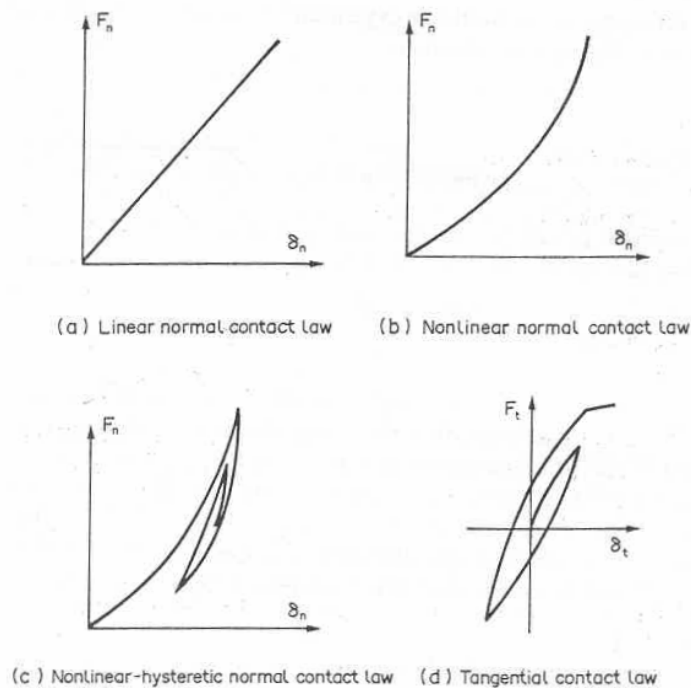 Fₙ
δₙ
(a) Linear normal contact law
Fₙ
δₙ
(b) Nonlinear normal contact law
Fₙ
δₙ
(c) Nonlinear-hysteretic normal contact law
Fₜ
δₜ
(d) Tangential contact law